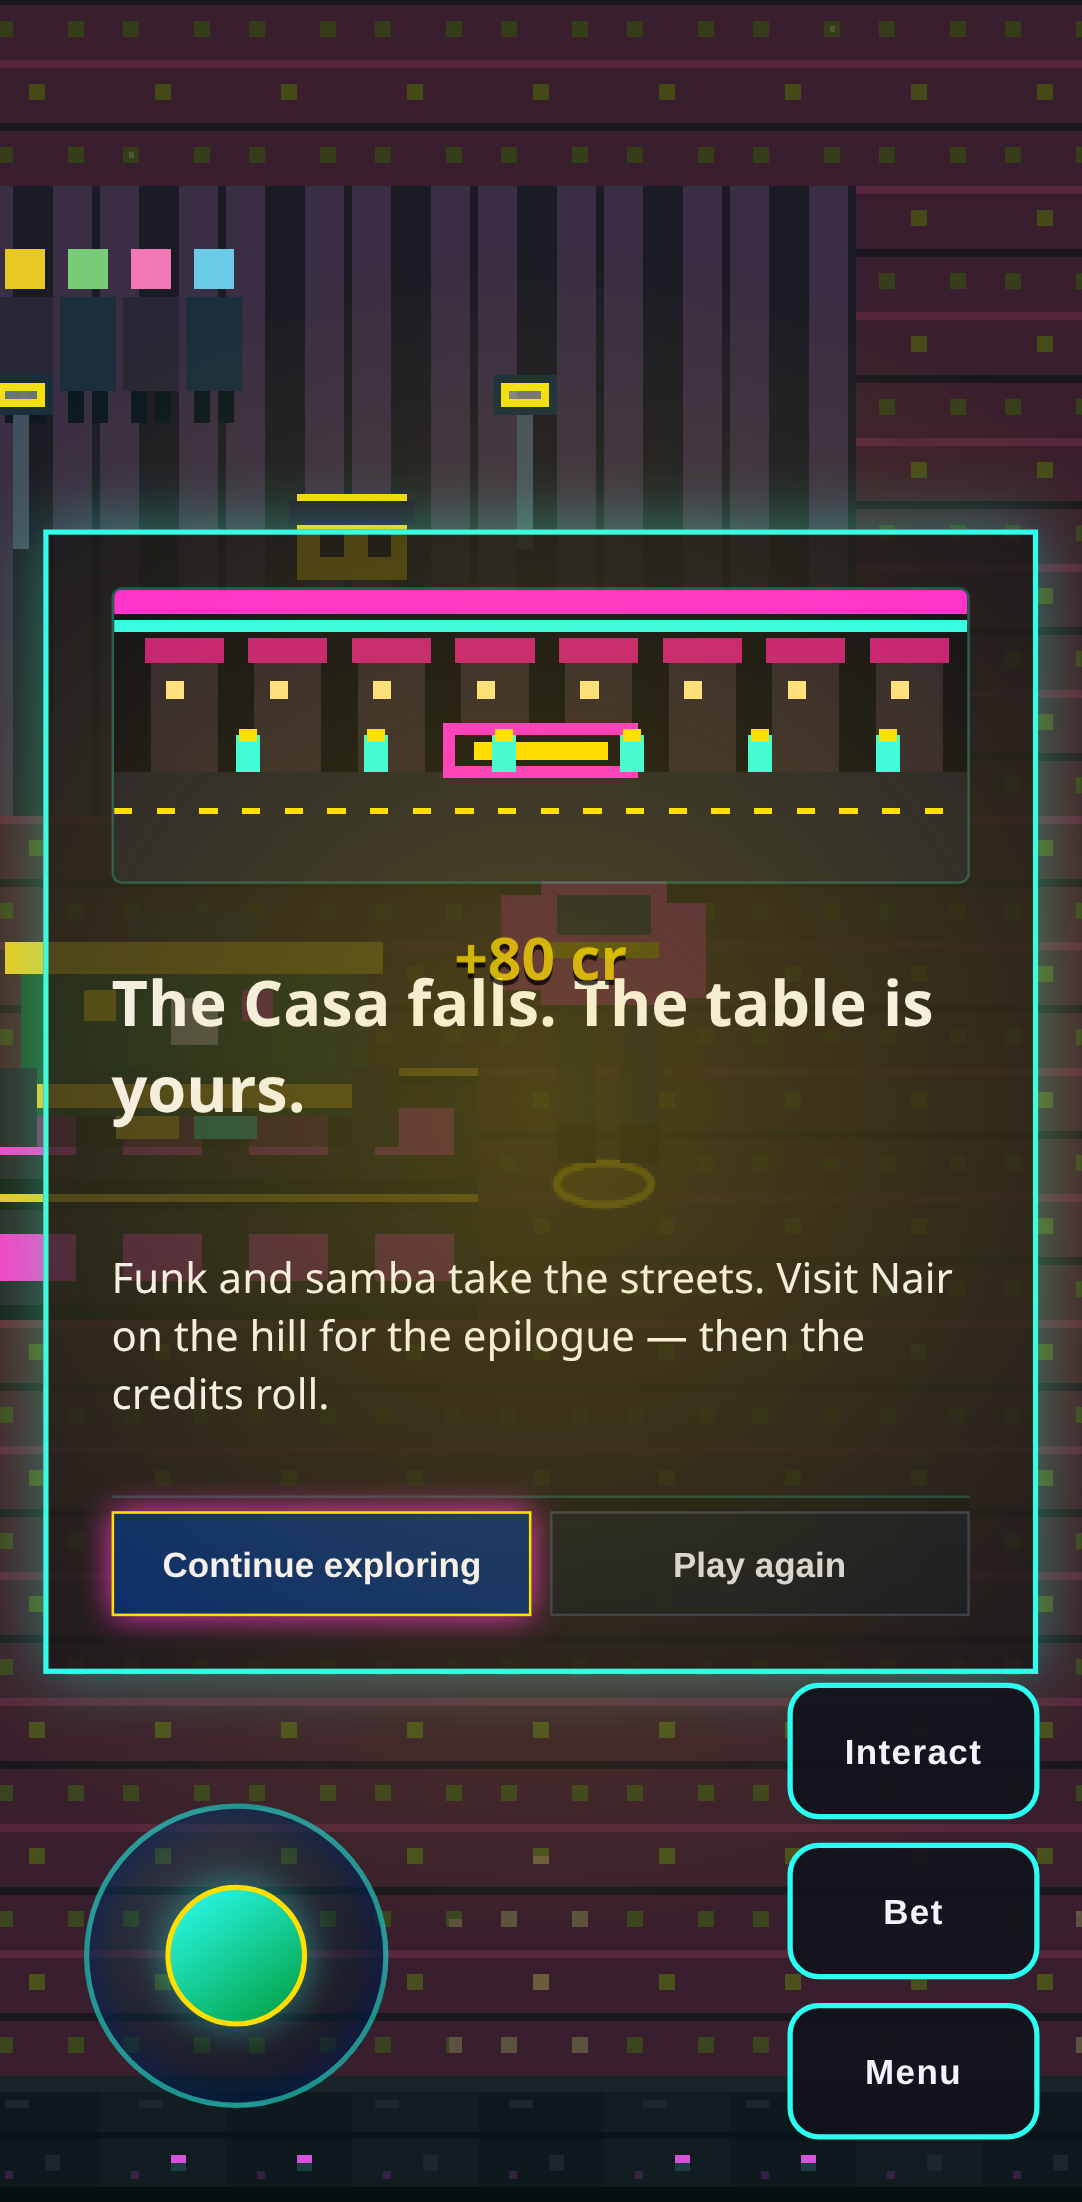 +80 cr
The Casa falls. The table is
yours.
Funk and samba take the streets. Visit Nair
on the hill for the epilogue — then the
credits roll.
Continue exploring
Play again
Interact
Bet
Menu